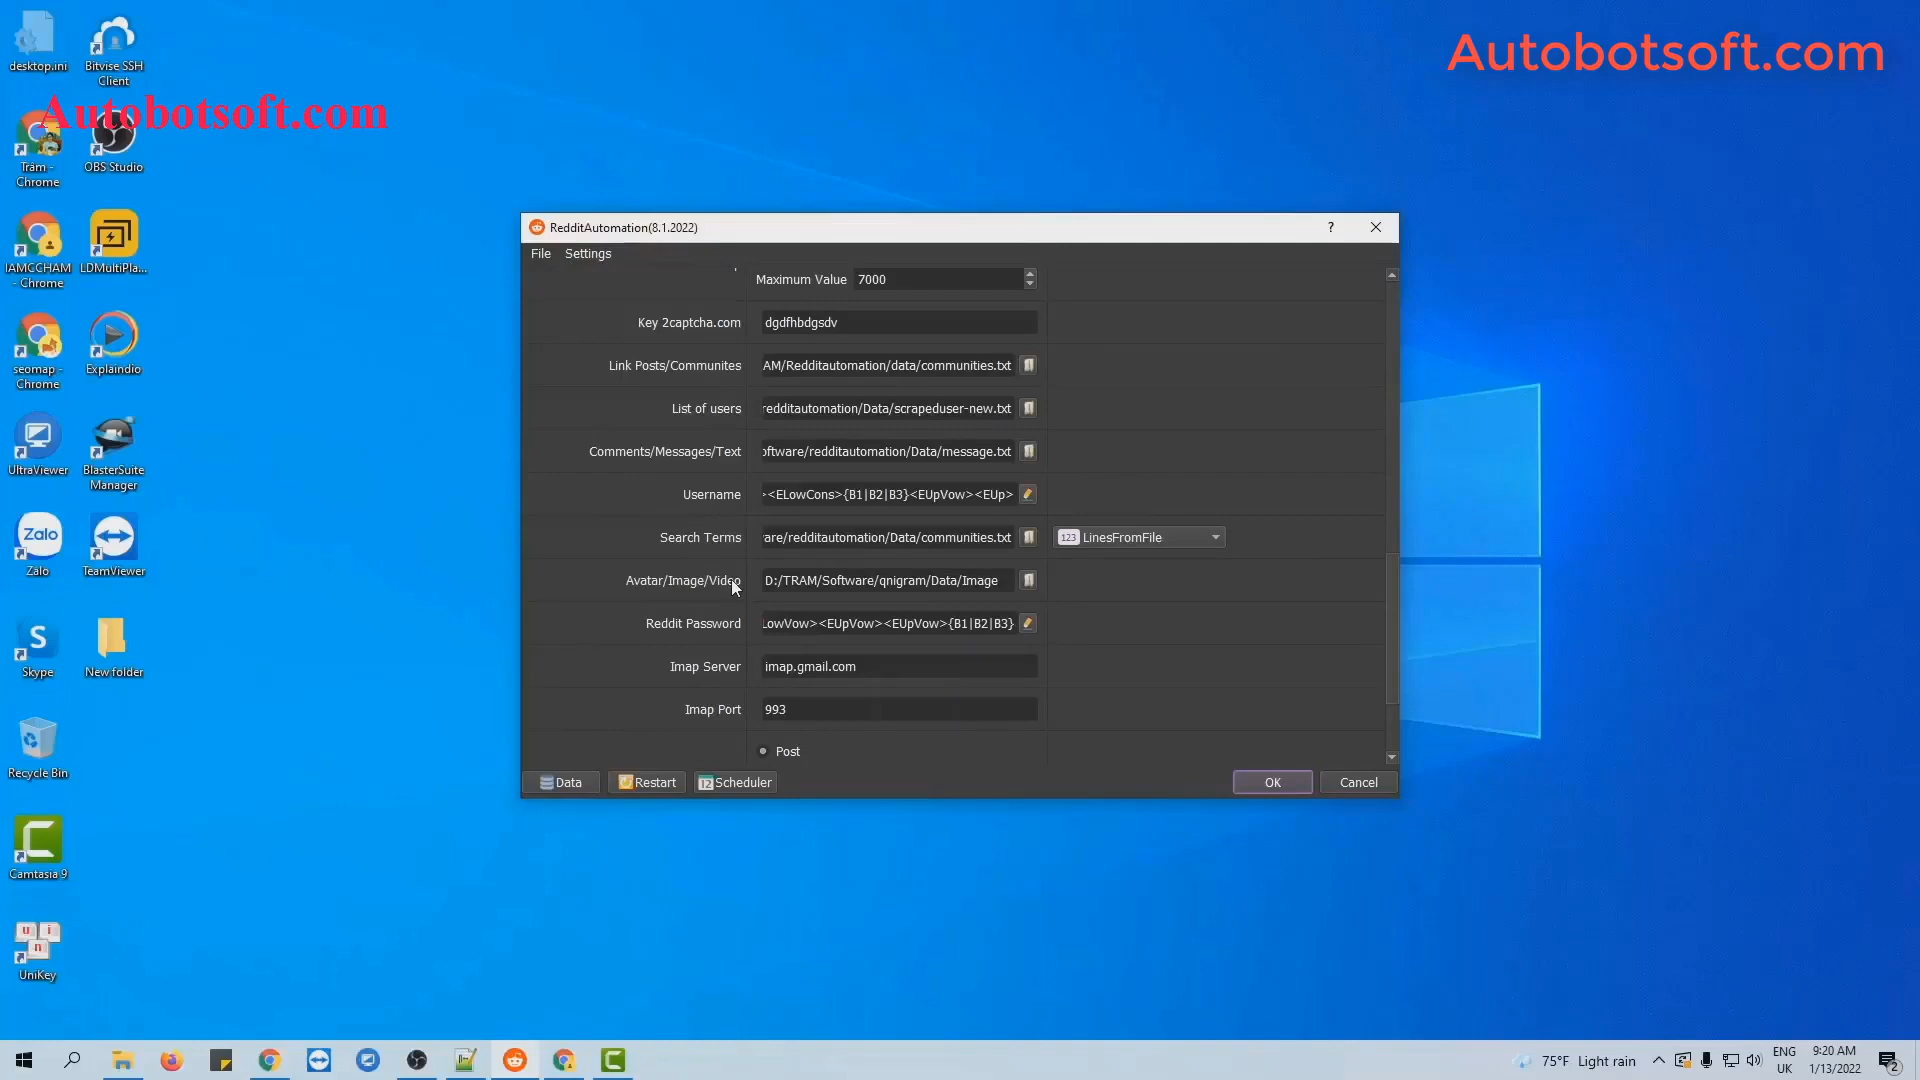 Autobotsoft.com
Autobotsoft.com
desktop.ini
Bitvise SSH
Client
Trâm -
Chrome
OBS Studio
IAMCCHAM
- Chrome
LDMultiPla...
seomap -
Chrome
Explaindio
UltraViewer
BlasterSuite
Manager
Zalo
Zalo
TeamViewer
Skype
New folder
Recycle Bin
Camtasia 9
u i
n
UniKey
RedditAutomation(8.1.2022)
?
File Settings
Maximum Value 7000
Key 2captcha.com dgdfhbdgsdv
Link Posts/Communites AM/Redditautomation/data/communities.txt
List of users redditautomation/Data/scrapeduser-new.txt
Comments/Messages/Text oftware/redditautomation/Data/message.txt
Username ><ELowCons>{B1|B2|B3}<EUpVow><EUp>
Search Terms are/redditautomation/Data/communities.txt 123 LinesFromFile
Avatar/Image/Video D:/TRAM/Software/qnigram/Data/Image
Reddit Password LowVow><EUpVow><EUpVow>{B1|B2|B3}
Imap Server imap.gmail.com
Imap Port 993
Post
Data Restart 12 Scheduler OK Cancel
75°F Light rain
ENG
UK
9:20 AM
1/13/2022
2